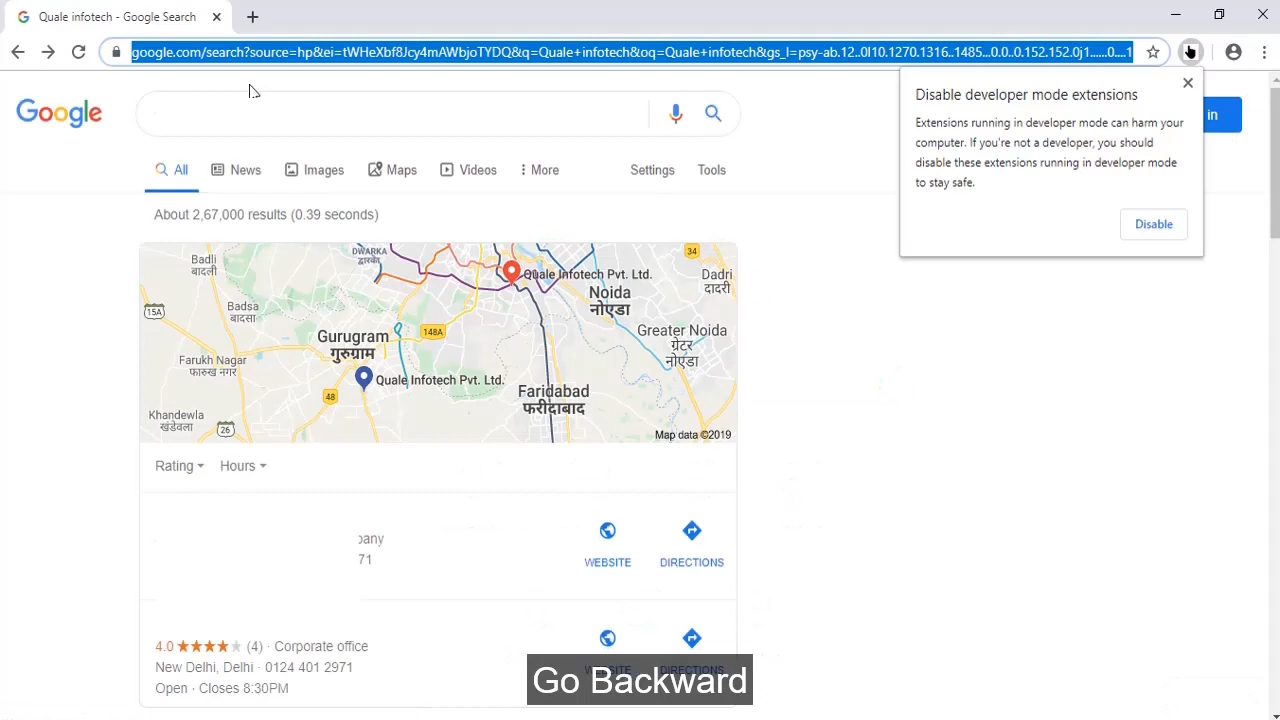 Quale infotech - Google Search
google.com/search?source=hp&ei=tWHeXbf8Jcy4mAWbjoTYDQ&q=Quale+infotech&oq=Quale+infotech&gs_l=psy-ab.12..0l10.1270.1316..1485...0.0..0.152.152.0j1......0....1
Disable developer mode extensions
Extensions running in developer mode can harm your
computer. If you're not a developer, you should
disable these extensions running in developer mode
to stay safe.
Disable
Google
in
All
News
Images
Maps
Videos
More
Settings
Tools
About 2,67,000 results (0.39 seconds)
DWARKA
द्वारका
Badli
बादली
34
Quale Infotech Pvt. Ltd.
Dadri
दादरी
Noida
नोएडा
15A
Badsa
बादसा
Gurugram
गुरुग्राम
148A
Greater Noida
ग्रेटर
नोएडा
Farukh Nagar
फारुख नगर
Quale Infotech Pvt. Ltd.
48
Faridabad
फरीदाबाद
Khandewla
खंडेवला
26
Map data ©2019
Rating
Hours
pany
71
WEBSITE
DIRECTIONS
4.0
(4) · Corporate office
New Delhi, Delhi · 0124 401 2971
Open · Closes 8:30PM
WEBSITE
DIRECTIONS
Go Backward